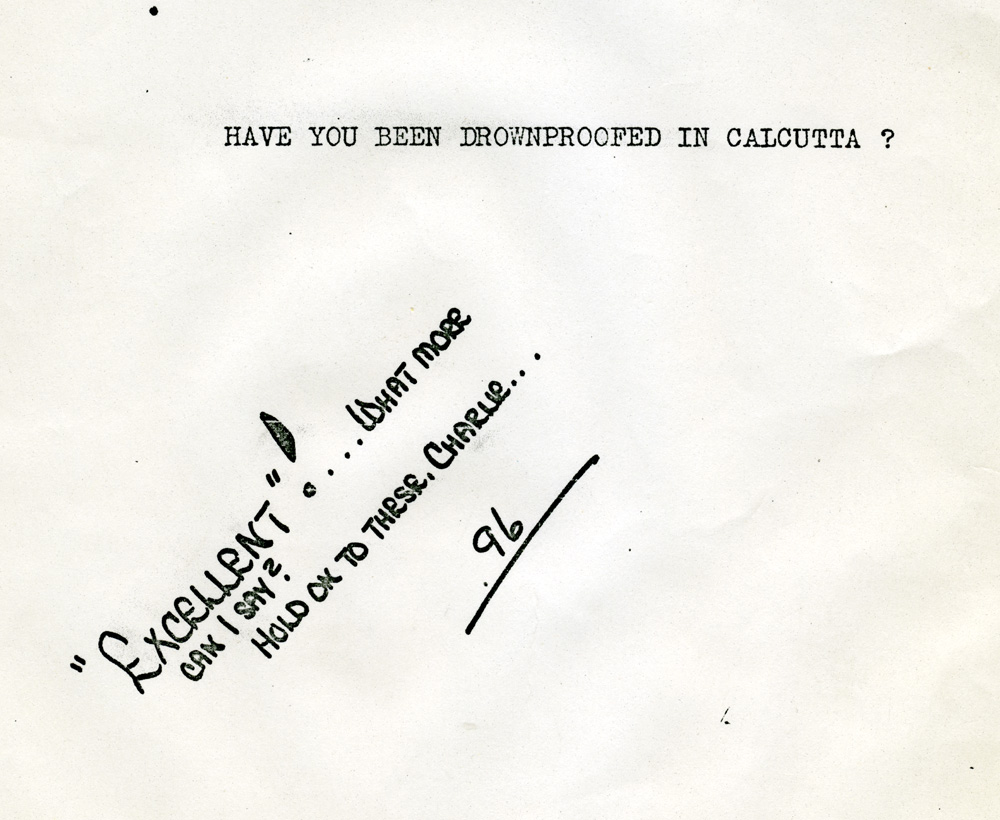 HAVE YOU BEEN DROWNPROOFED IN CALCUTTA ?
"EXCELLENT"! ....WHAT MORE
CAN I SAY?
HOLD ON TO THESE, CHARLIE...
96